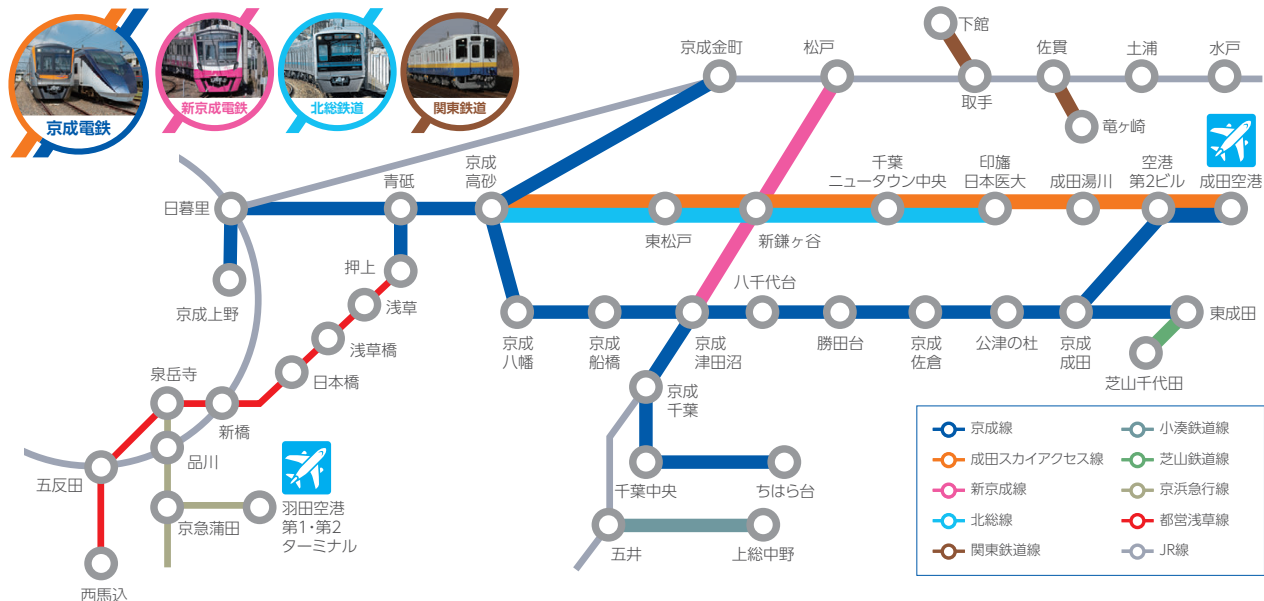 京成電鉄
新京成電鉄
北総鉄道
関東鉄道
下館
京成金町
松戸
佐貫
土浦
水戸
取手
竜ヶ崎
日暮里
青砥
京成
高砂
千葉
ニュータウン中央
印旛
日本医大
成田湯川
空港
第2ビル
成田空港
東松戸
新鎌ヶ谷
京成上野
押上
浅草
浅草橋
日本橋
新橋
泉岳寺
品川
五反田
西馬込
京急蒲田
羽田空港
第1・第2
ターミナル
京成
八幡
京成
船橋
京成
津田沼
八千代台
勝田台
京成
佐倉
公津の杜
京成
成田
東成田
芝山千代田
京成
千葉
千葉中央
ちはら台
五井
上総中野
京成線
成田スカイアクセス線
新京成線
北総線
関東鉄道線
小湊鉄道線
芝山鉄道線
京浜急行線
都営浅草線
JR線